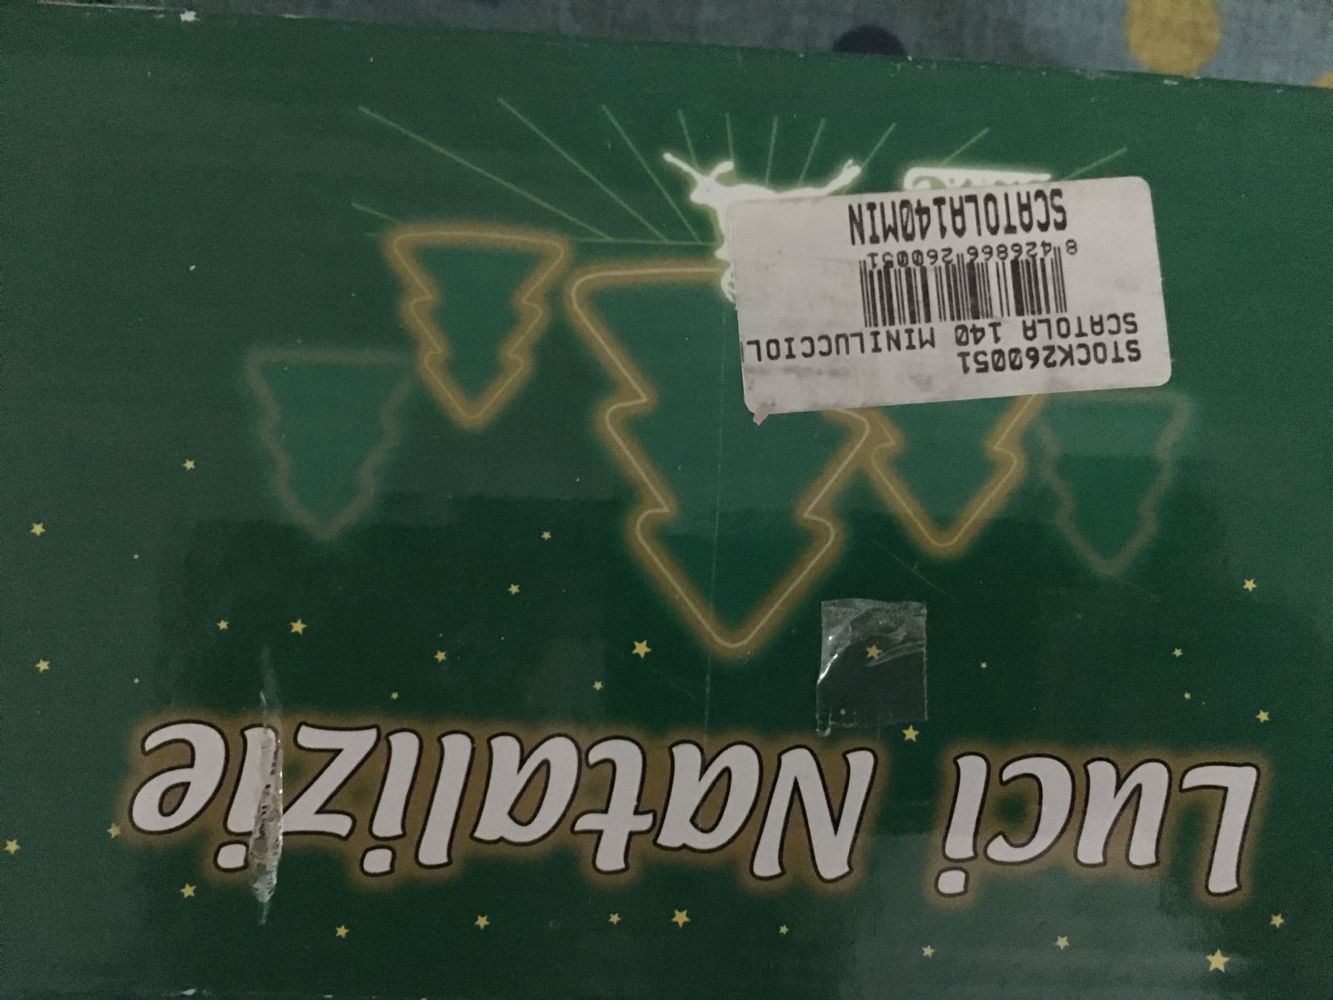 Luci Natalizie
STOCK260051
SCATOLA 140 MINILUCCIOL
8 426866 260051
SCATOLA140MIN